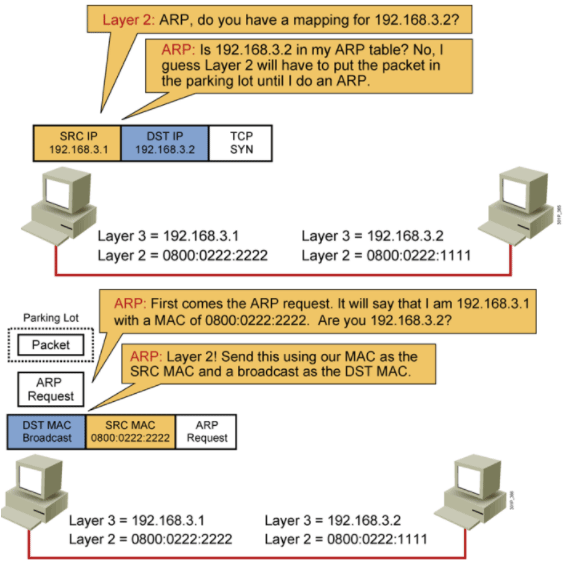 Layer 2: ARP, do you have a mapping for 192.168.3.2?
ARP: Is 192.168.3.2 in my ARP table? No, I
guess Layer 2 will have to put the packet in
the parking lot until I do an ARP.
SRC IP
192.168.3.1
DST IP
192.168.3.2
TCP
SYN
Layer 3 = 192.168.3.1
Layer 2 = 0800:0222:2222
Layer 3 = 192.168.3.2
Layer 2 = 0800:0222:1111
ARP: First comes the ARP request. It will say that I am 192.168.3.1
with a MAC of 0800:0222:2222. Are you 192.168.3.2?
Parking Lot
Packet
ARP: Layer 2! Send this using our MAC as the
SRC MAC and a broadcast as the DST MAC.
ARP
Request
DST MAC
Broadcast
SRC MAC
0800:0222:2222
ARP
Request
Layer 3 = 192.168.3.1
Layer 2 = 0800:0222:2222
Layer 3 = 192.168.3.2
Layer 2 = 0800:0222:1111